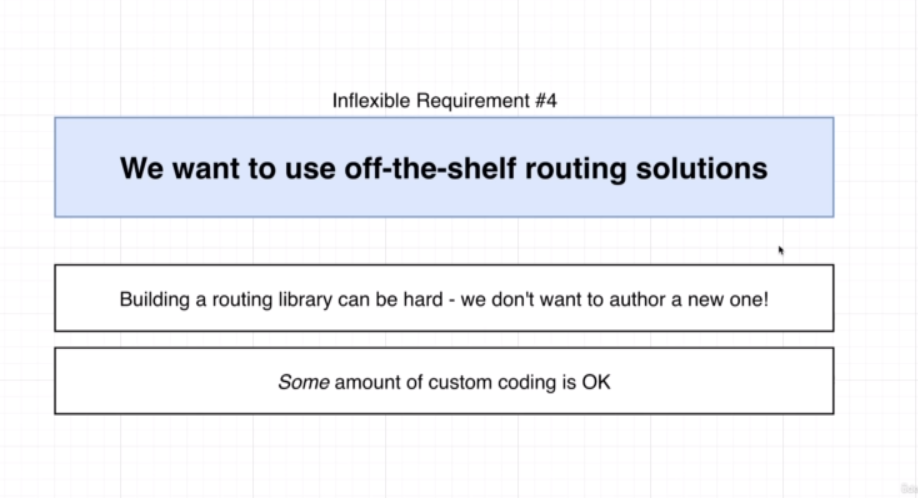 Inflexible Requirement #4
We want to use off-the-shelf routing solutions
Building a routing library can be hard - we don't want to author a new one!
Some amount of custom coding is OK